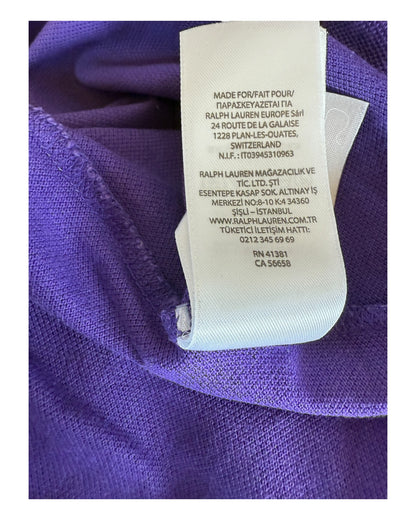 MADE FOR/FAIT POUR/
ΠΑΡΑΣΚΕΥΑΖΕΤΑΙ ΓΙΑ
RALPH LAUREN EUROPE Sárl
24 ROUTE DE LA GALAISE
1228 PLAN-LES-OUATES,
SWITZERLAND
N.I.F.: IT03945310963
RALPH LAUREN MAĞAZACILIK VE
TİC. LTD. ŞTİ
ESENTEPE KASAP SOK. ALTINAY İŞ
MERKEZİ NO:8-10 K:4 34360
ŞİŞLİ – İSTANBUL
WWW.RALPHLAUREN.COM.TR
TÜKETİCİ İLETİŞİM HATTI:
0212 345 69 69
RN 41381
CA 56658